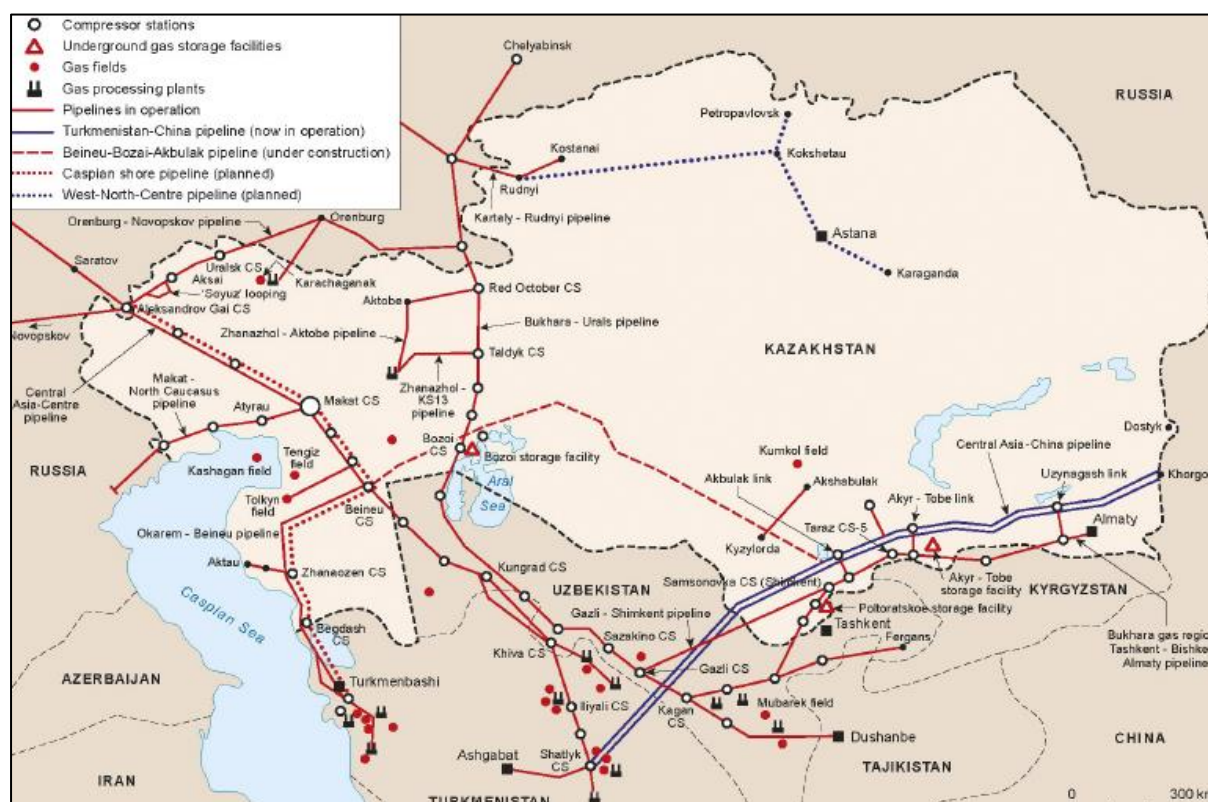 Compressor stations
Underground gas storage facilities
Gas fields
Gas processing plants
Pipelines in operation
Turkmenistan-China pipeline (now in operation)
Beineu-Bozai-Akbulak pipeline (under construction)
Caspian shore pipeline (planned)
West-North-Centre pipeline (planned)
Chelyabinsk
RUSSIA
Petropavlovsk
Kostanai
Kokshetau
Rudnyi
Kartely - Rudnyi pipeline
Orenburg - Novopskov pipeline
Orenburg
Astana
Saratov
Uralsk CS
Aksai
Karachaganak
Karaganda
'Soyuz' looping
Red October CS
Aleksandrov Gai CS
Aktobe
Novopskov
Zhanazhol - Aktobe pipeline
Bukhara - Urals pipeline
KAZAKHSTAN
Taldyk CS
Central
Asia-Centre
pipeline
Makat -
North Caucasus
pipeline
Zhanazhol -
KS13
pipeline
Makat CS
Atyrau
Dostyk
Bozoi
CS
Bozoi storage facility
Central Asia-China pipeline
RUSSIA
Kashagan field
Tengiz
field
Kumkol field
Aral
Sea
Akbulak link
Akshabulak
Akyr - Tobe link
Uzynagash link
Khorgo
Tolkyn
field
Beineu
CS
Taraz CS-5
Almaty
Okarem - Beineu pipeline
Kyzylorda
Aktau
Zhanaozen CS
Kungrad CS
UZBEKISTAN
Samsonovka CS (Shimkent)
Akyr - Tobe
storage facility
KYRGYZSTAN
Caspian Sea
Gazli - Shimkent pipeline
Poltoratskoe storage facility
Begdash
CS
Sazakino CS
Tashkent
Fergans
Bukhara gas regio
Tashkent - Bishke
Almaty pipeline
Khiva CS
Gazli CS
AZERBAIJAN
Turkmenbashi
Iliyali CS
Kagan
CS
Mubarek field
Dushanbe
CHINA
Ashgabat
Shatlyk
CS
TAJIKISTAN
IRAN
TURKMENISTAN
0 300 km